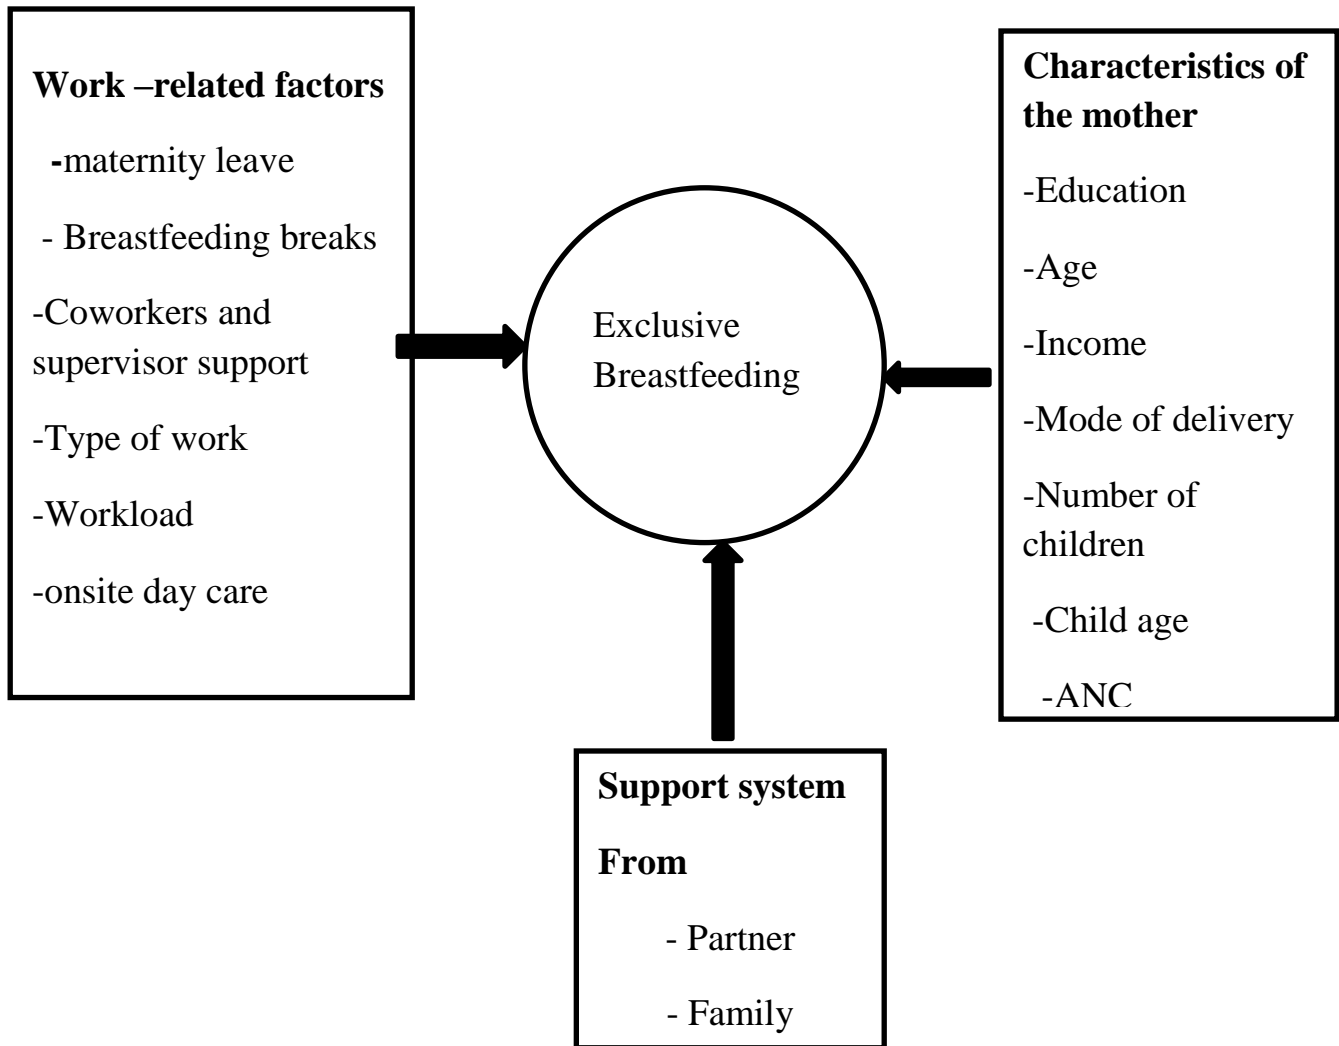 Work –related factors
-maternity leave
- Breastfeeding breaks
-Coworkers and
supervisor support
-Type of work
-Workload
-onsite day care
Exclusive
Breastfeeding
Characteristics of
the mother
-Education
-Age
-Income
-Mode of delivery
-Number of
children
-Child age
-ANC
Support system
From
- Partner
- Family